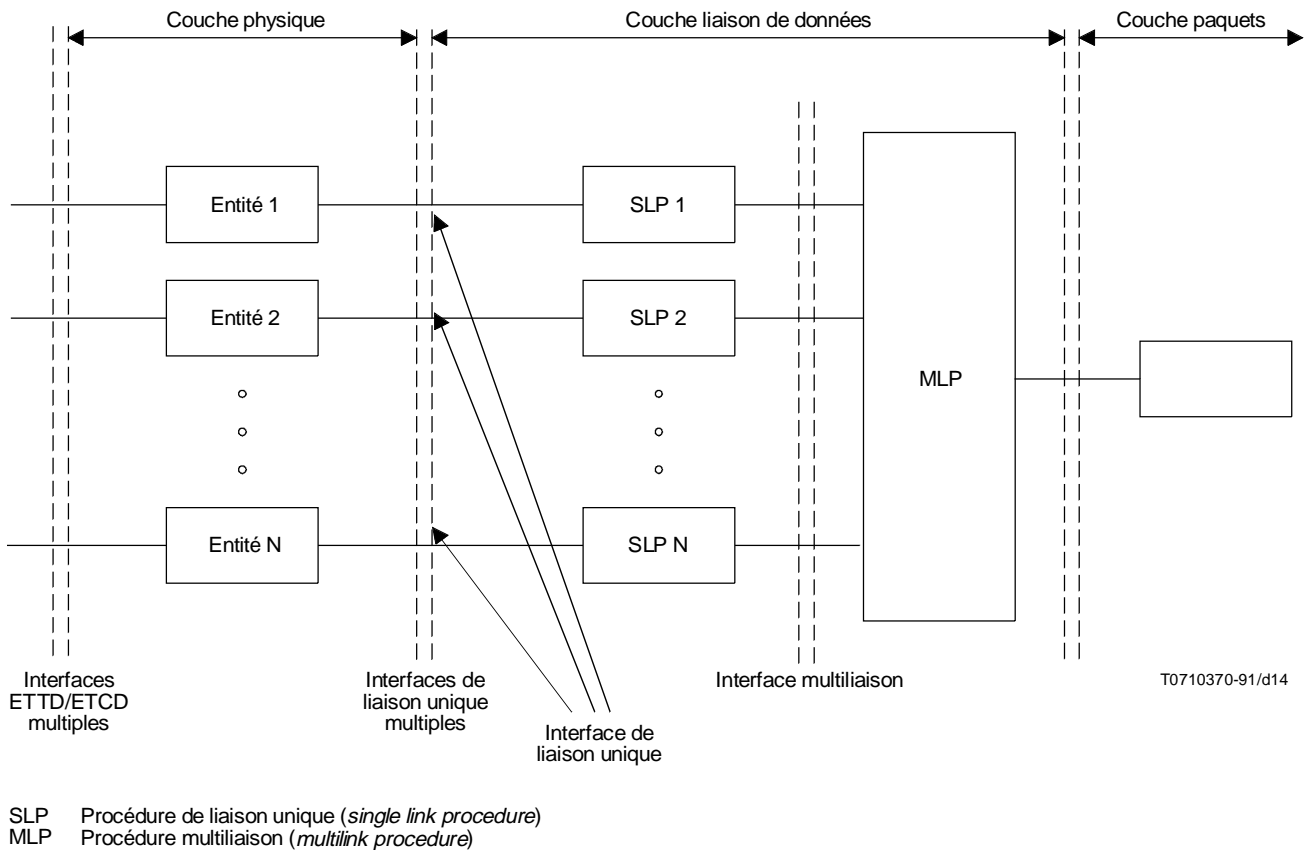 Couche physique
Couche liaison de données
Couche paquets
Entité 1
SLP 1
Entité 2
SLP 2
MLP
Entité N
SLP N
Interfaces
ETTD/ETCD
multiples
Interfaces de
liaison unique
multiples
Interface multiliaison
T0710370-91/d14
Interface de
liaison unique
SLP Procédure de liaison unique (single link procedure)
MLP Procédure multiliaison (multilink procedure)